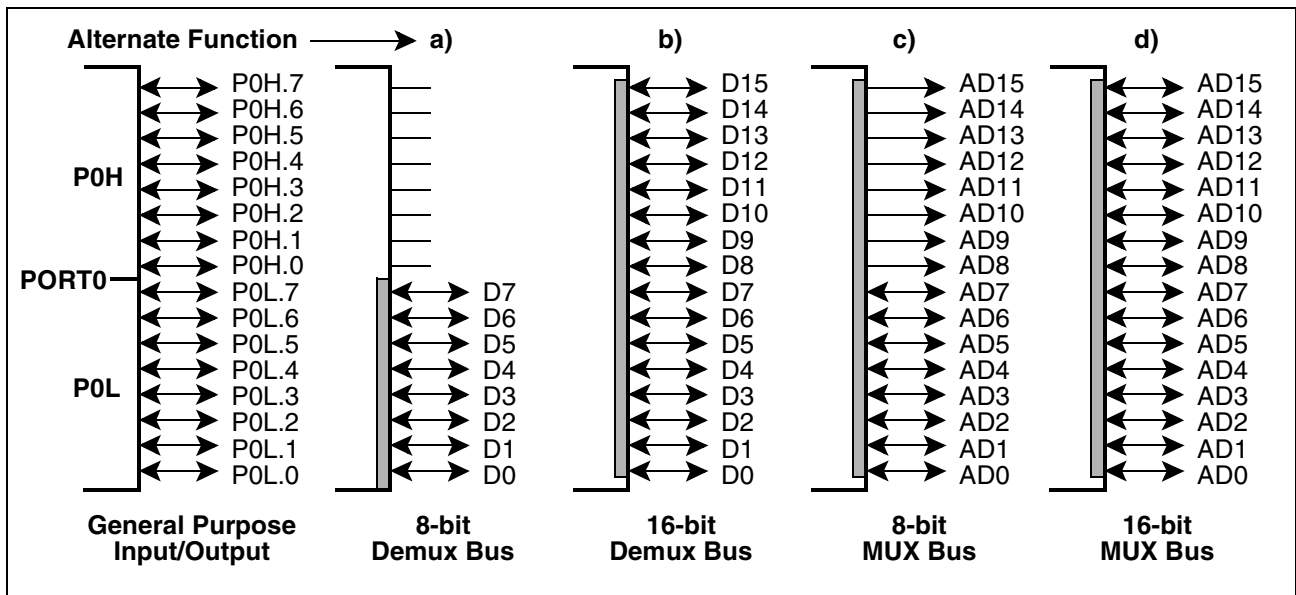 Alternate Function a) b) c) d)
P0H.7 D15 AD15 AD15
P0H.6 D14 AD14 AD14
P0H.5 D13 AD13 AD13
P0H.4 D12 AD12 AD12
P0H P0H.3 D11 AD11 AD11
P0H.2 D10 AD10 AD10
P0H.1 D9 AD9 AD9
P0H.0 D8 AD8 AD8
PORT0 P0L.7 D7 D7 AD7 AD7
P0L.6 D6 D6 AD6 AD6
P0L.5 D5 D5 AD5 AD5
P0L.4 D4 D4 AD4 AD4
P0L P0L.3 D3 D3 AD3 AD3
P0L.2 D2 D2 AD2 AD2
P0L.1 D1 D1 AD1 AD1
P0L.0 D0 D0 AD0 AD0
General Purpose 8-bit 16-bit 8-bit 16-bit
Input/Output Demux Bus Demux Bus MUX Bus MUX Bus